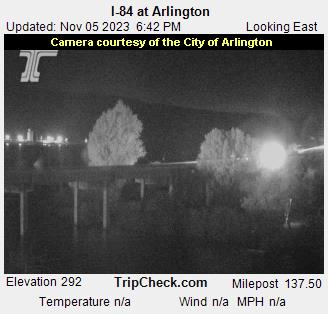 I-84 at Arlington
Updated: Nov 05 2023 6:42 PM Looking East
Camera courtesy of the City of Arlington
Elevation 292 TripCheck.com Milepost 137.50
Temperature n/a Wind n/a MPH n/a